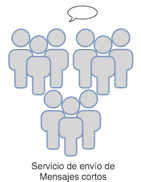 Servicio de envío de
Mensajes cortos